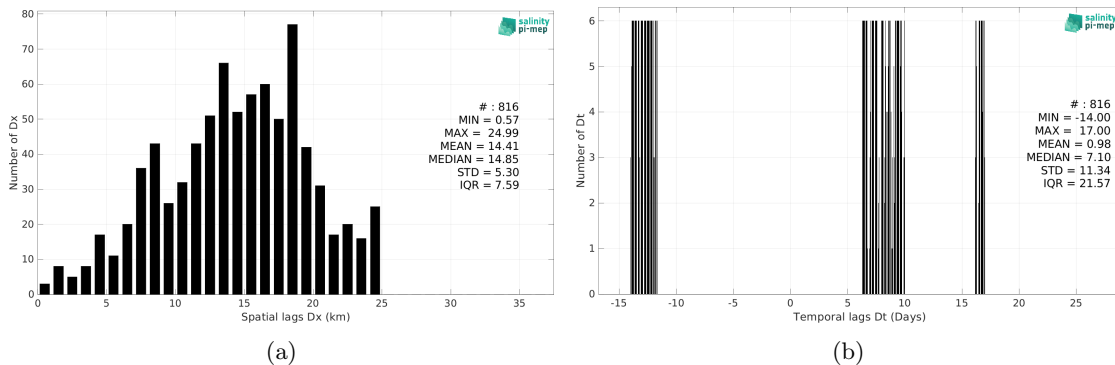 80
70
60
50
40
30
20
10
0
Number of Dx
0 5 10 15 20 25 30 35
Spatial lags Dx (km)
salinity
pi-mep
# : 816
MIN = 0.57
MAX = 24.99
MEAN = 14.41
MEDIAN = 14.85
STD = 5.30
IQR = 7.59
(a)
6
5
4
3
2
1
0
Number of Dt
-15 -10 -5 0 5 10 15 20 25
Temporal lags Dt (Days)
salinity
pi-mep
# : 816
MIN = -14.00
MAX = 17.00
MEAN = 0.98
MEDIAN = 7.10
STD = 11.34
IQR = 21.57
(b)